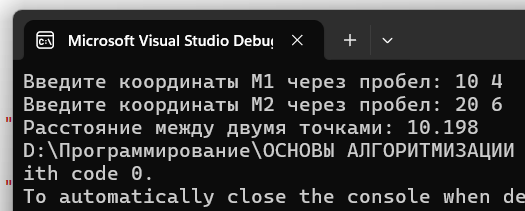 Microsoft Visual Studio Debug
Введите координаты М1 через пробел: 10 4
Введите координаты М2 через пробел: 20 6
Расстояние между двумя точками: 10.198
D:\Программирование\ОСНОВЫ АЛГОРИТМИЗАЦИИ
ith code 0.
To automatically close the console when de